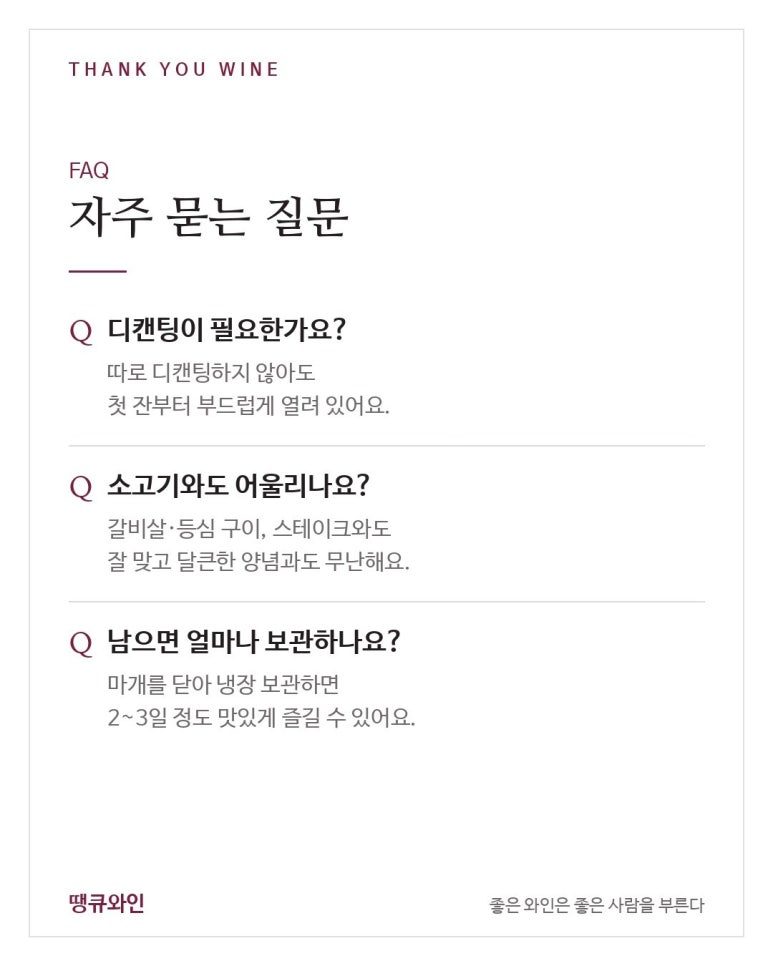 THANK YOU WINE
FAQ
자주 묻는 질문
Q 디캔팅이 필요한가요?
따로 디캔팅하지 않아도
첫 잔부터 부드럽게 열려 있어요.
Q 소고기와도 어울리나요?
갈비살·등심 구이, 스테이크와도
잘 맞고 달큰한 양념과도 무난해요.
Q 남으면 얼마나 보관하나요?
마개를 닫아 냉장 보관하면
2~3일 정도 맛있게 즐길 수 있어요.
땡큐와인
좋은 와인은 좋은 사람을 부른다